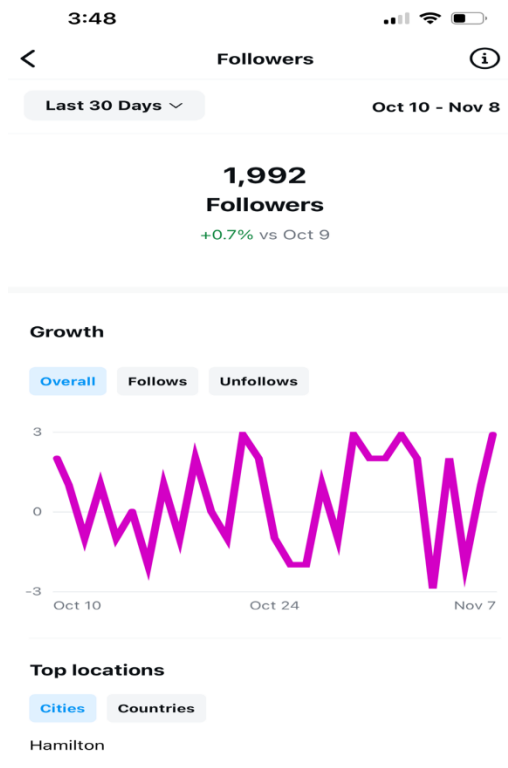 3:48
Followers
Last 30 Days
Oct 10 - Nov 8
1,992
Followers
+0.7% vs Oct 9
Growth
Overall Follows Unfollows
3
0
-3
Oct 10 Oct 24 Nov 7
Top locations
Cities Countries
Hamilton